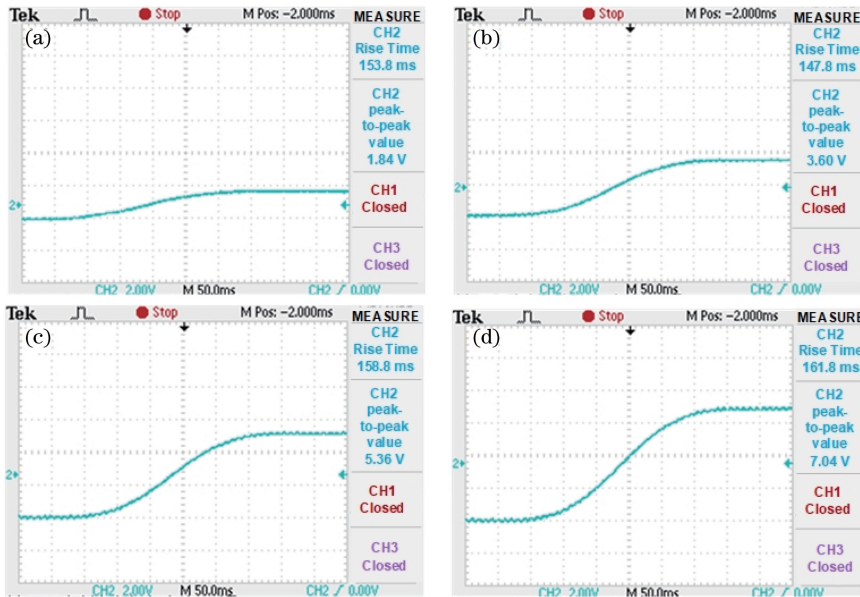 Tek Stop M Pos: -2.000ms MEASURE
(a)
CH2
Rise Time
153.8 ms
CH2
peak-
to-peak
value
1.84 V
CH1
Closed
CH3
Closed
2
CH2 2.00V M 50.0ms CH2 / 0.00V
Tek Stop M Pos: -2.000ms MEASURE
(b)
CH2
Rise Time
147.8 ms
CH2
peak-
to-peak
value
3.60 V
CH1
Closed
CH3
Closed
2
CH2 2.00V M 50.0ms CH2 / 0.00V
Tek Stop M Pos: -2.000ms MEASURE
(c)
CH2
Rise Time
158.8 ms
CH2
peak-
to-peak
value
5.36 V
CH1
Closed
CH3
Closed
2
CH2 2.00V M 50.0ms CH2 / 0.00V
Tek Stop M Pos: -2.000ms MEASURE
(d)
CH2
Rise Time
161.8 ms
CH2
peak-
to-peak
value
7.04 V
CH1
Closed
CH3
Closed
2
CH2 2.00V M 50.0ms CH2 / 0.00V